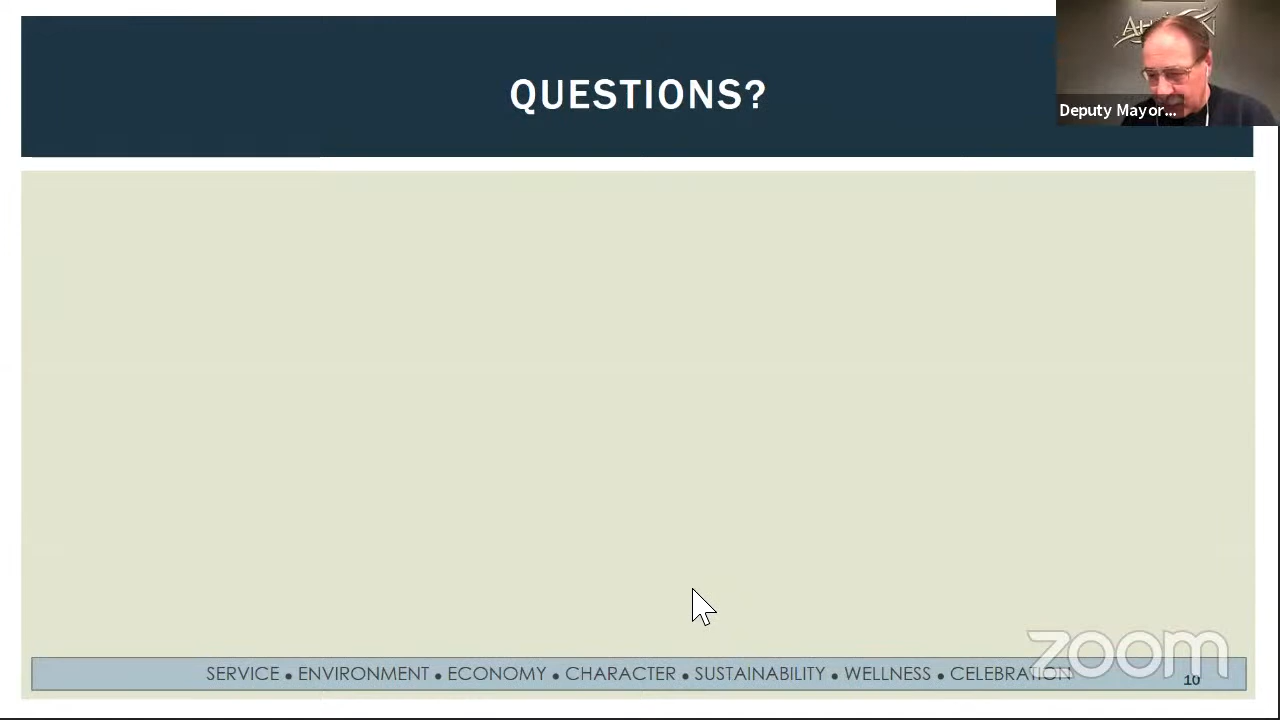 QUESTIONS?
Deputy Mayor...
SERVICE ● ENVIRONMENT ● ECONOMY ● CHARACTER ● SUSTAINABILITY ● WELLNESS ● CELEBRATION
10
zoom